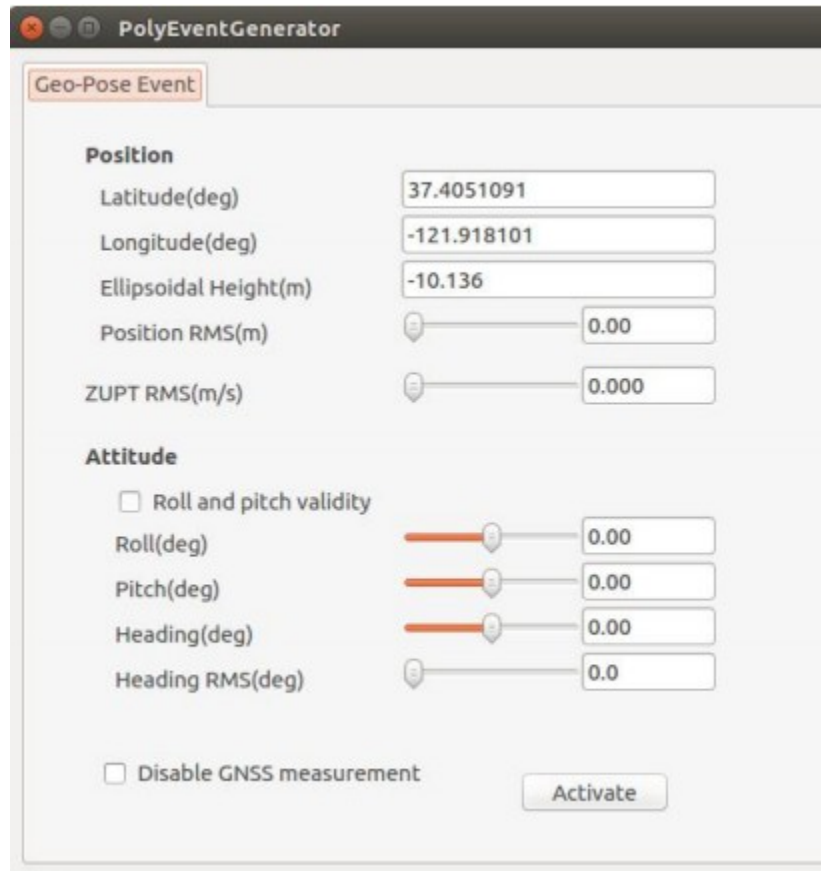 PolyEventGenerator
Geo-Pose Event
Position
Latitude(deg) 37.4051091
Longitude(deg) -121.918101
Ellipsoidal Height(m) -10.136
Position RMS(m) 0.00
ZUPT RMS(m/s) 0.000
Attitude
Roll and pitch validity
Roll(deg) 0.00
Pitch(deg) 0.00
Heading(deg) 0.00
Heading RMS(deg) 0.0
Disable GNSS measurement
Activate